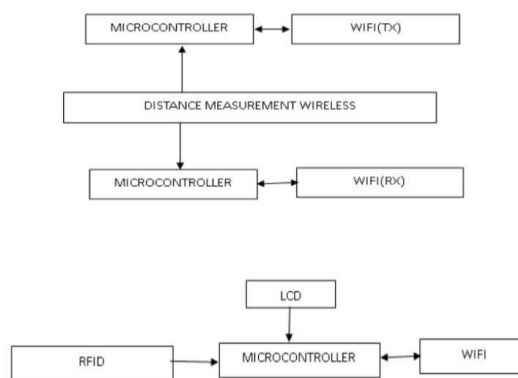 MICROCONTROLLER
WIFI(TX)
DISTANCE MEASUREMENT WIRELESS
MICROCONTROLLER
WIFI(RX)
LCD
RFID
MICROCONTROLLER
WIFI